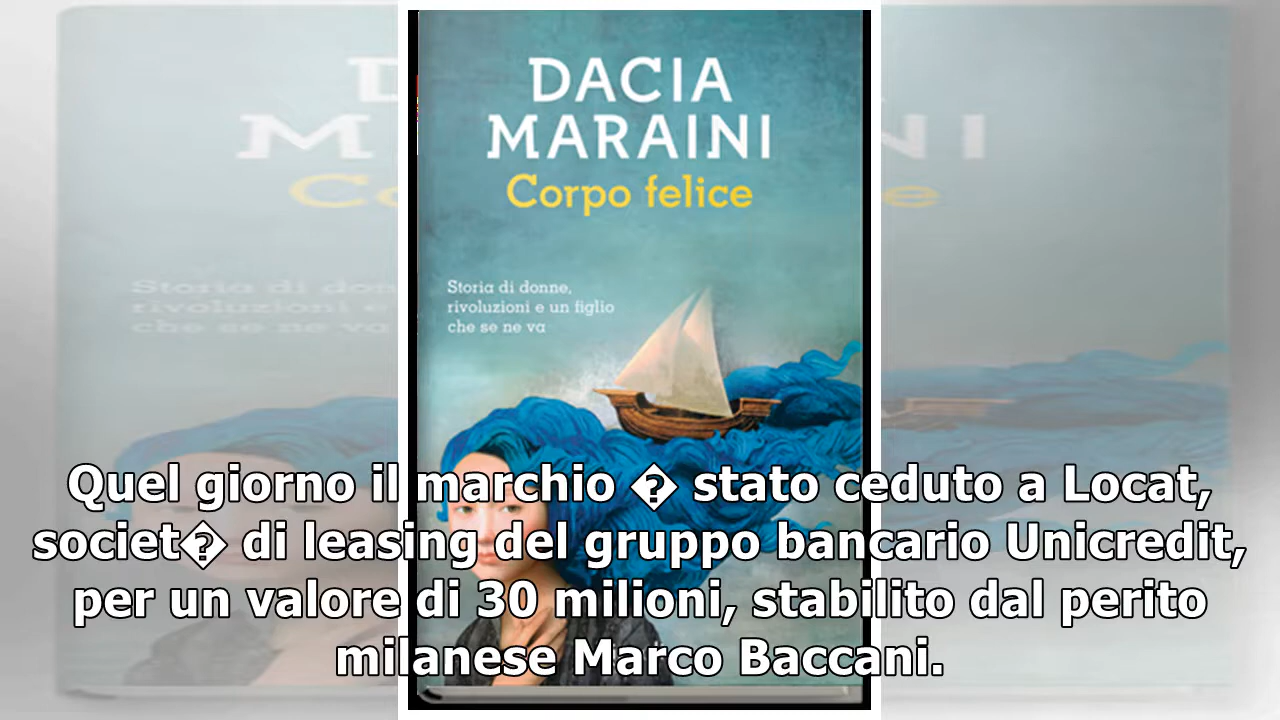 DACIA
MARAINI
Corpo felice
Storia di donne,
rivoluzioni e un figlio
che se ne va
Quel giorno il marchio � stato ceduto a Locat,
societ� di leasing del gruppo bancario Unicredit,
per un valore di 30 milioni, stabilito dal perito
milanese Marco Baccani.